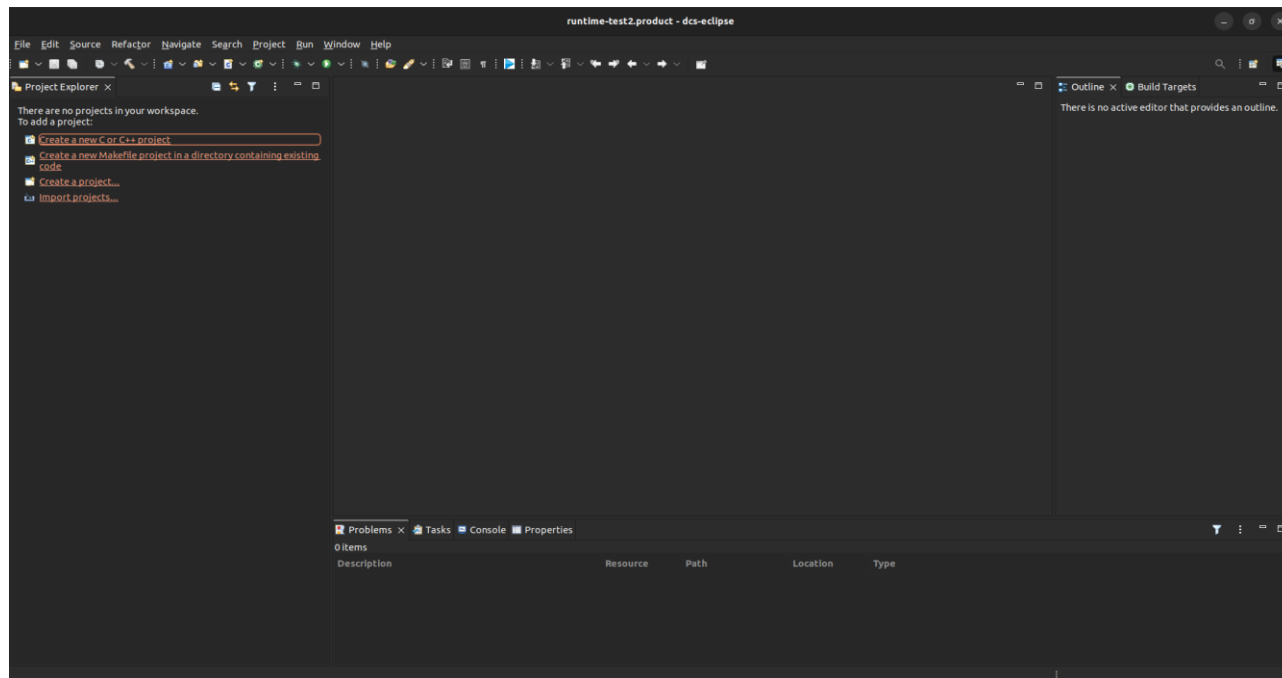 runtime-test2.product - dcs-eclipse
File Edit Source Refactor Navigate Search Project Run Window Help
Project Explorer
There are no projects in your workspace.
To add a project:
Create a new C or C++ project
Create a new Makefile project in a directory containing existing
code
Create a project...
Import projects...
Outline Build Targets
There is no active editor that provides an outline.
Problems Tasks Console Properties
0 items
Description Resource Path Location Type